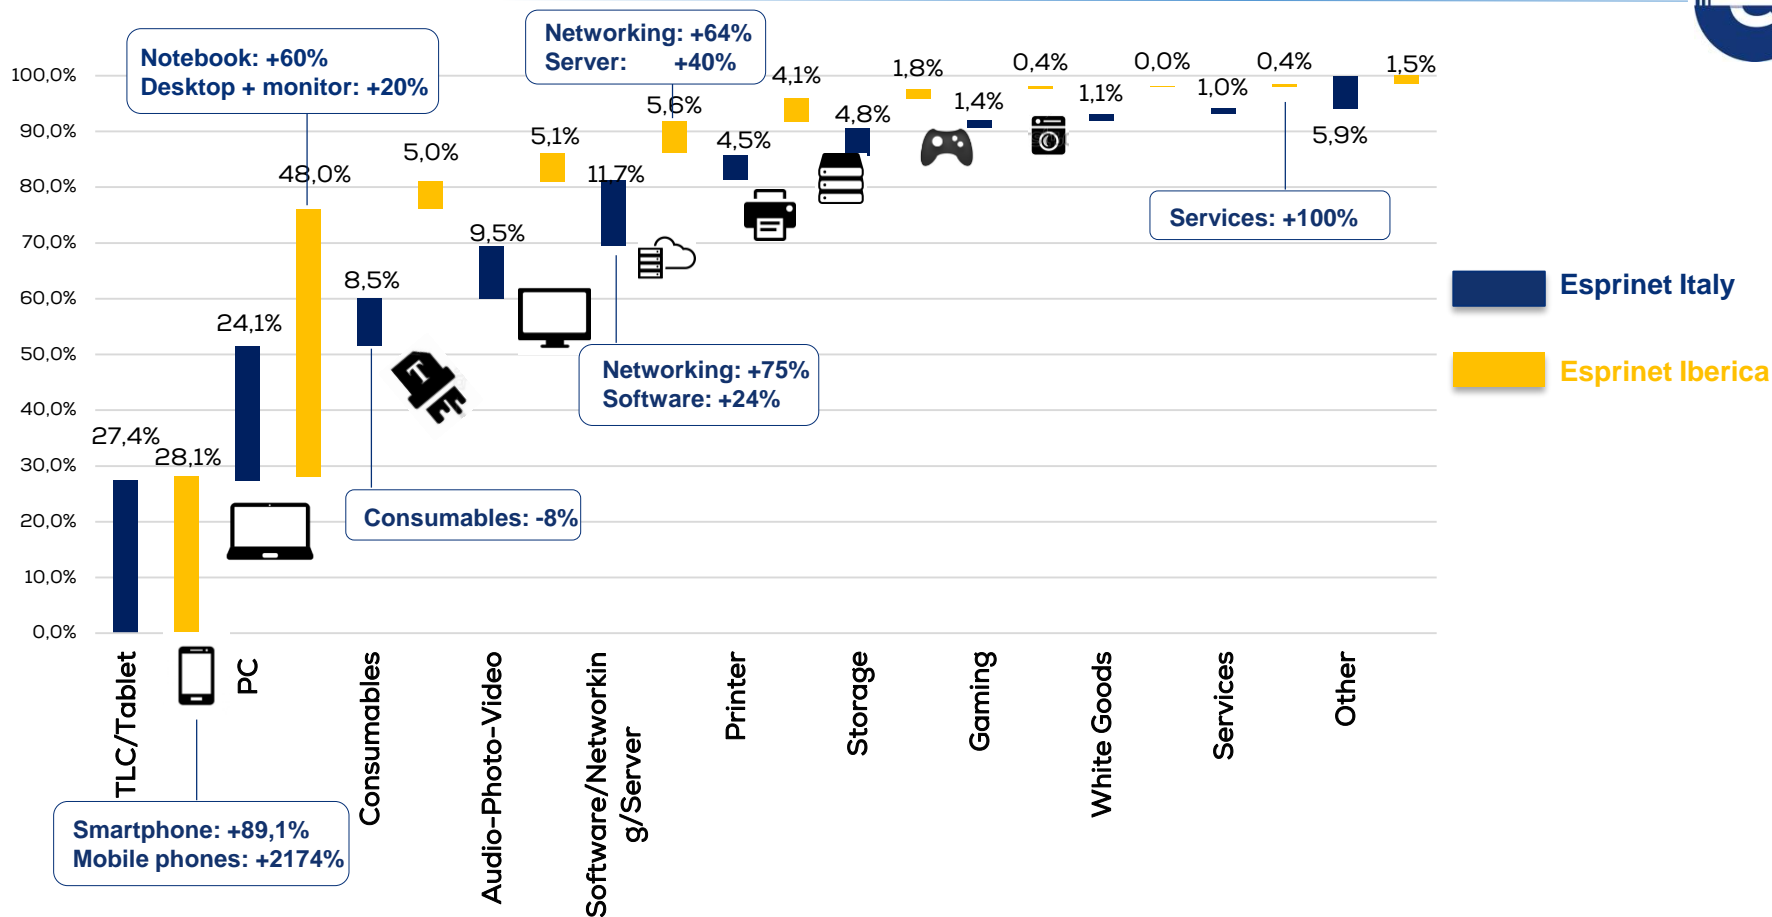 Notebook: +60%
Desktop + monitor: +20%
Networking: +64%
Server: +40%
100,0%
90,0%
80,0%
70,0%
60,0%
50,0%
40,0%
30,0%
20,0%
10,0%
0,0%
27,4%
28,1%
24,1%
48,0%
8,5%
5,0%
9,5%
5,1%
11,7%
5,6%
4,5%
4,1%
4,8%
1,8%
1,4%
0,4%
1,1%
0,0%
1,0%
0,4%
5,9%
1,5%
Services: +100%
Esprinet Italy
Esprinet Iberica
Networking: +75%
Software: +24%
Consumables: -8%
TLC/Tablet
PC
Consumables
Audio-Photo-Video
Software/Networkin
g/Server
Printer
Storage
Gaming
White Goods
Services
Other
Smartphone: +89,1%
Mobile phones: +2174%
T